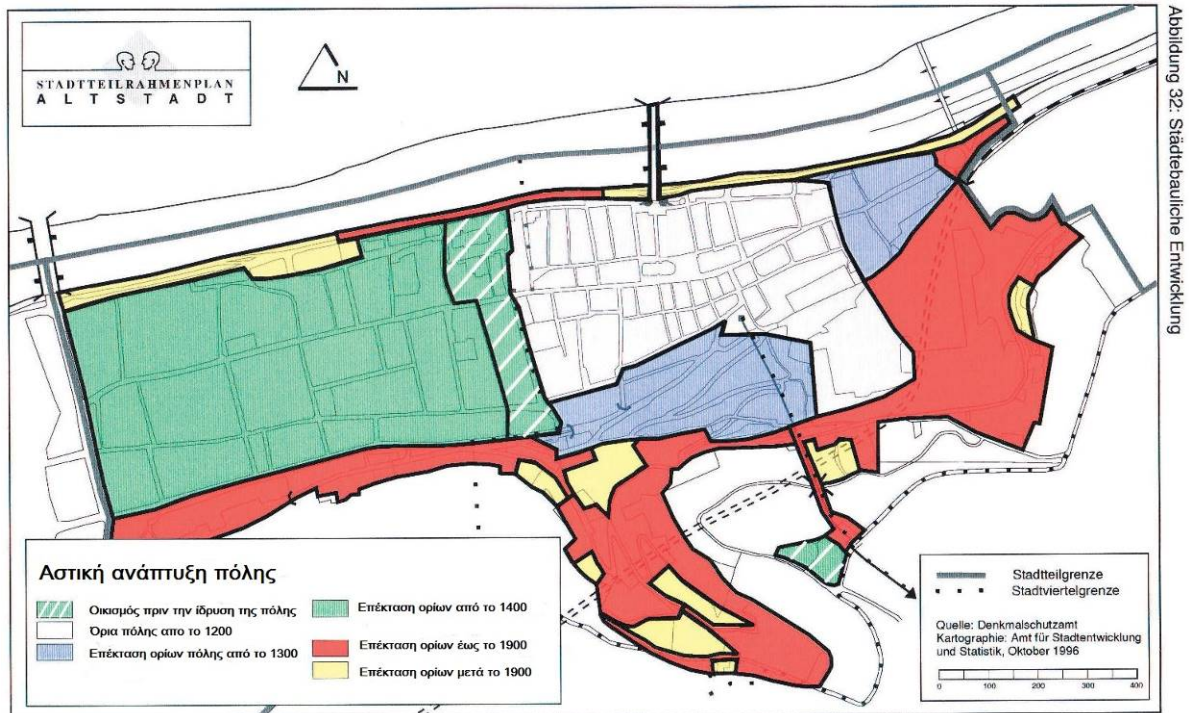 STADTTEILRAHMENPLAN
ALTSTADT
N
Abbildung 32: Städtebauliche Entwicklung
Αστική ανάπτυξη πόλης
Οικισμός πριν την ίδρυση της πόλης
Όρια πόλης απο το 1200
Επέκταση ορίων πόλης από το 1300
Επέκταση ορίων από το 1400
Επέκταση ορίων έως το 1900
Επέκταση ορίων μετά το 1900
Stadtteilgrenze
Stadtviertelgrenze
Quelle: Denkmalschutzamt
Kartographie: Amt für Stadtentwicklung
und Statistik, Oktober 1996
0 100 200 300 400